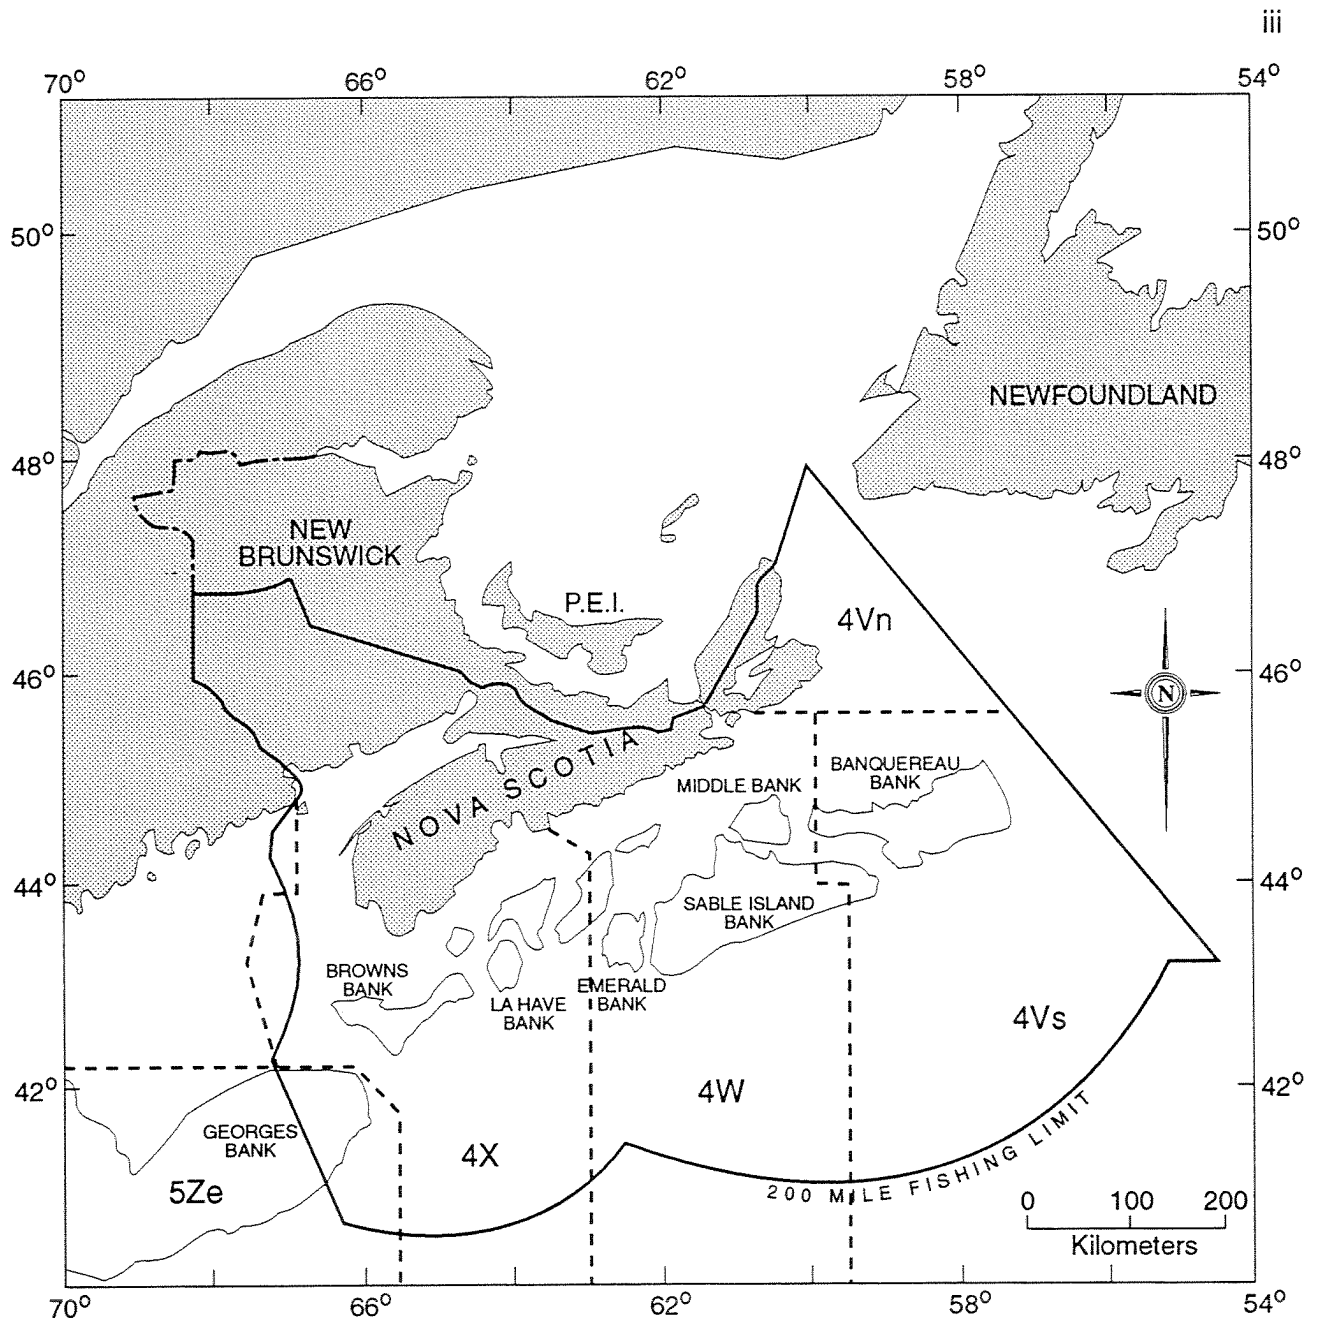 iii
70° 66° 62° 58° 54°
50° 50°
NEWFOUNDLAND
48° 48°
NEW
BRUNSWICK
P.E.I.
4Vn
46° 46°
N
NOVA SCOTIA
MIDDLE BANK
BANQUEREAU
BANK
44° 44°
SABLE ISLAND
BANK
BROWNS
BANK
LA HAVE
BANK
EMERALD
BANK
4Vs
42° 42°
4W
GEORGES
BANK
4X
5Ze
200 MILE FISHING LIMIT
0 100 200
Kilometers
70° 66° 62° 58° 54°